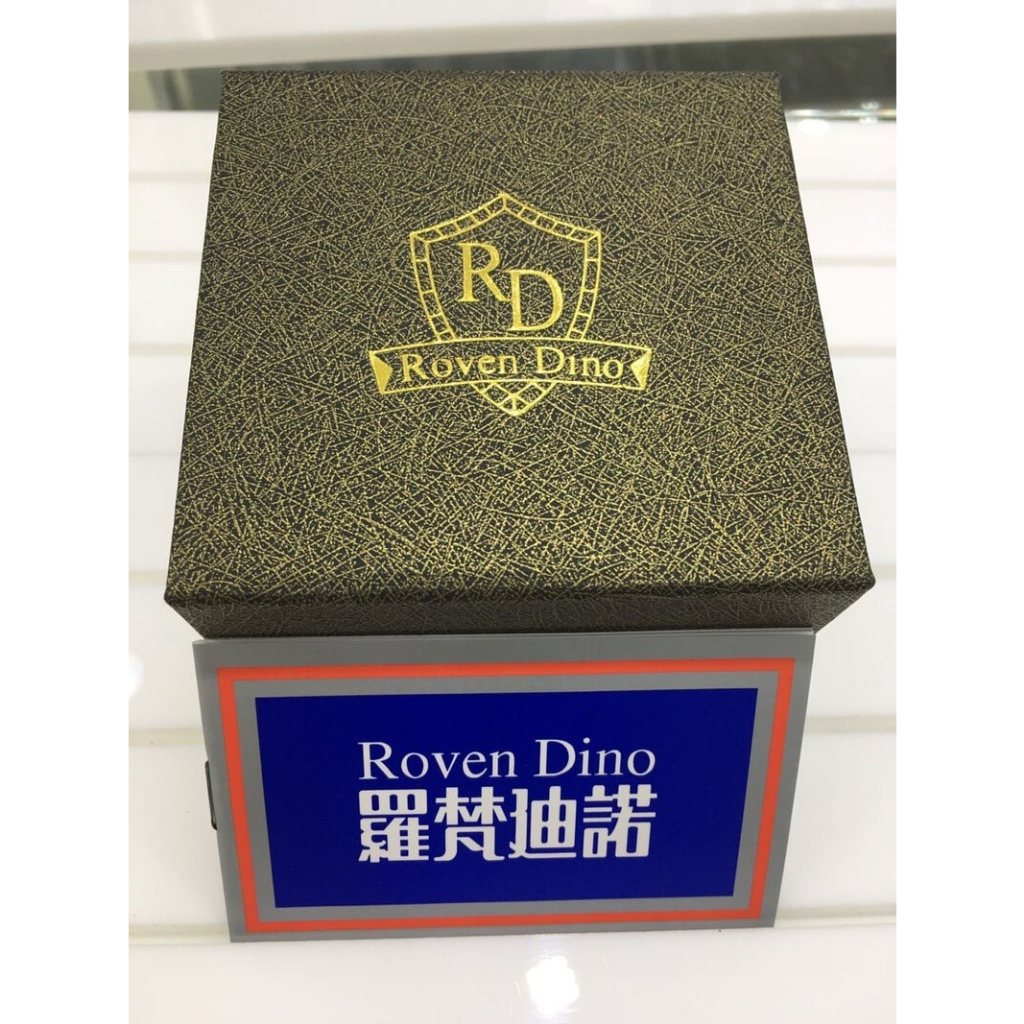 RD
Roven Dino
Roven Dino
羅梵迪諾